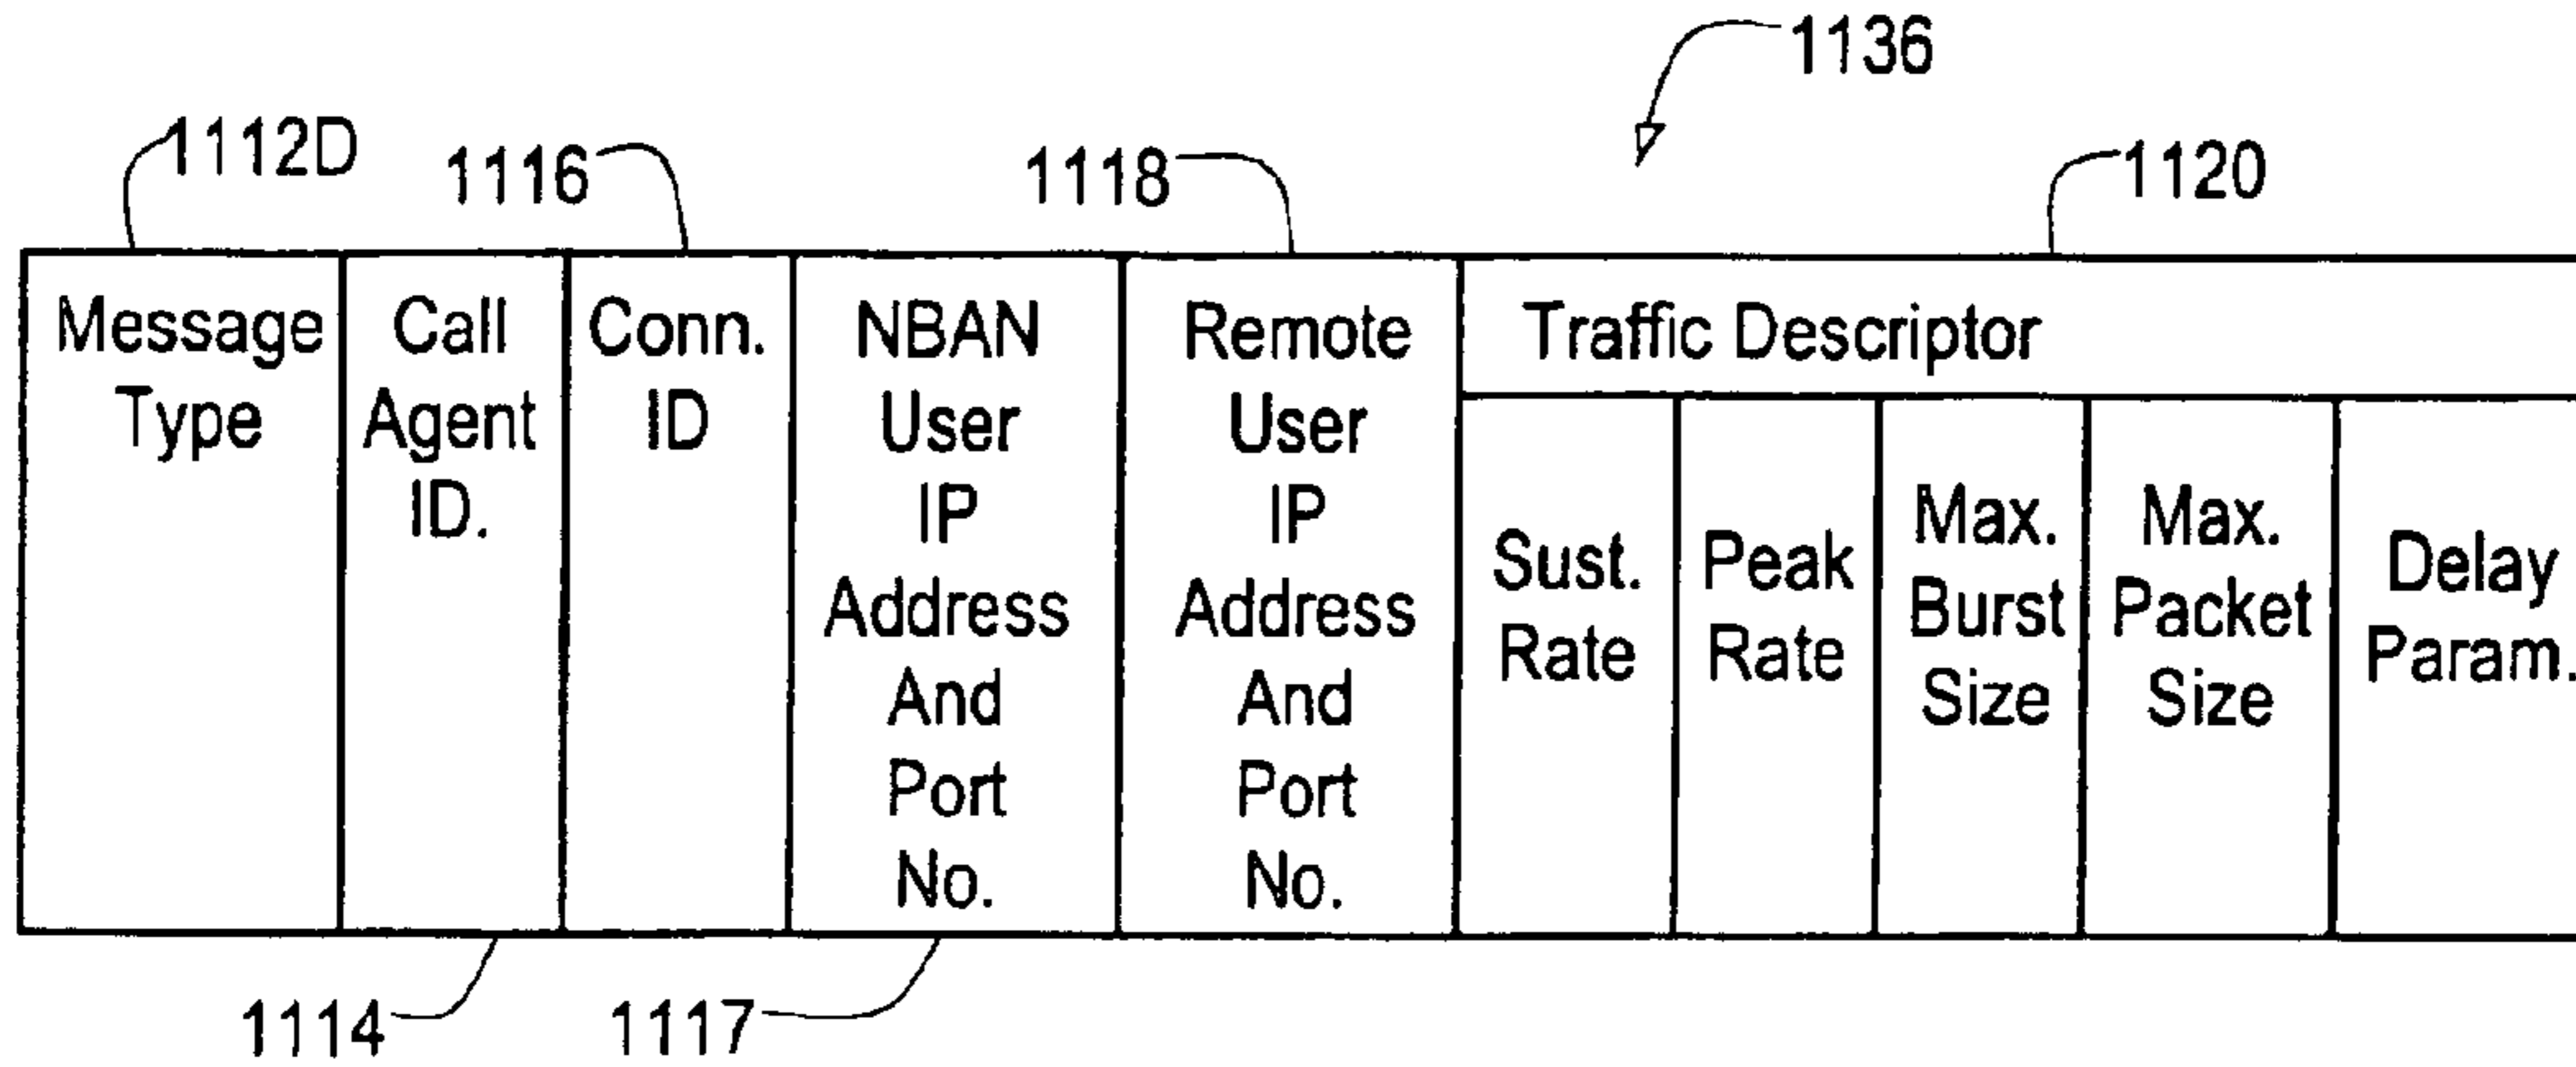 1136
1112D
1116
1118
1120
Message
Type
Call
Agent
ID.
Conn.
ID
NBAN
User
IP
Address
And
Port
No.
Remote
User
IP
Address
And
Port
No.
Traffic Descriptor
Sust.
Rate
Peak
Rate
Max.
Burst
Size
Max.
Packet
Size
Delay
Param.
1114
1117